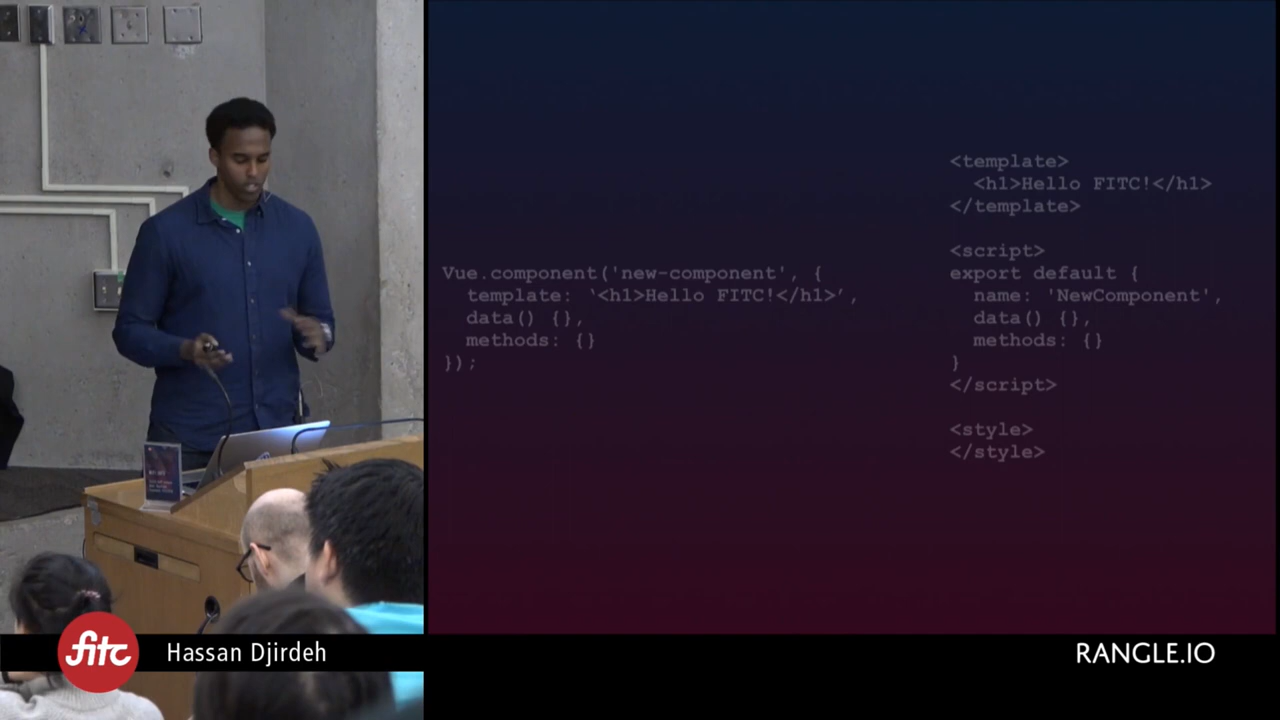 Vue.component('new-component', {
  template: ‘<h1>Hello FITC!</h1>’,
  data() {},
  methods: {}
});
<template>
  <h1>Hello FITC!</h1>
</template>
<script>
export default {
  name: 'NewComponent',
  data() {},
  methods: {}
}
</script>
<style>
</style>
fitc
Hassan Djirdeh
RANGLE.IO